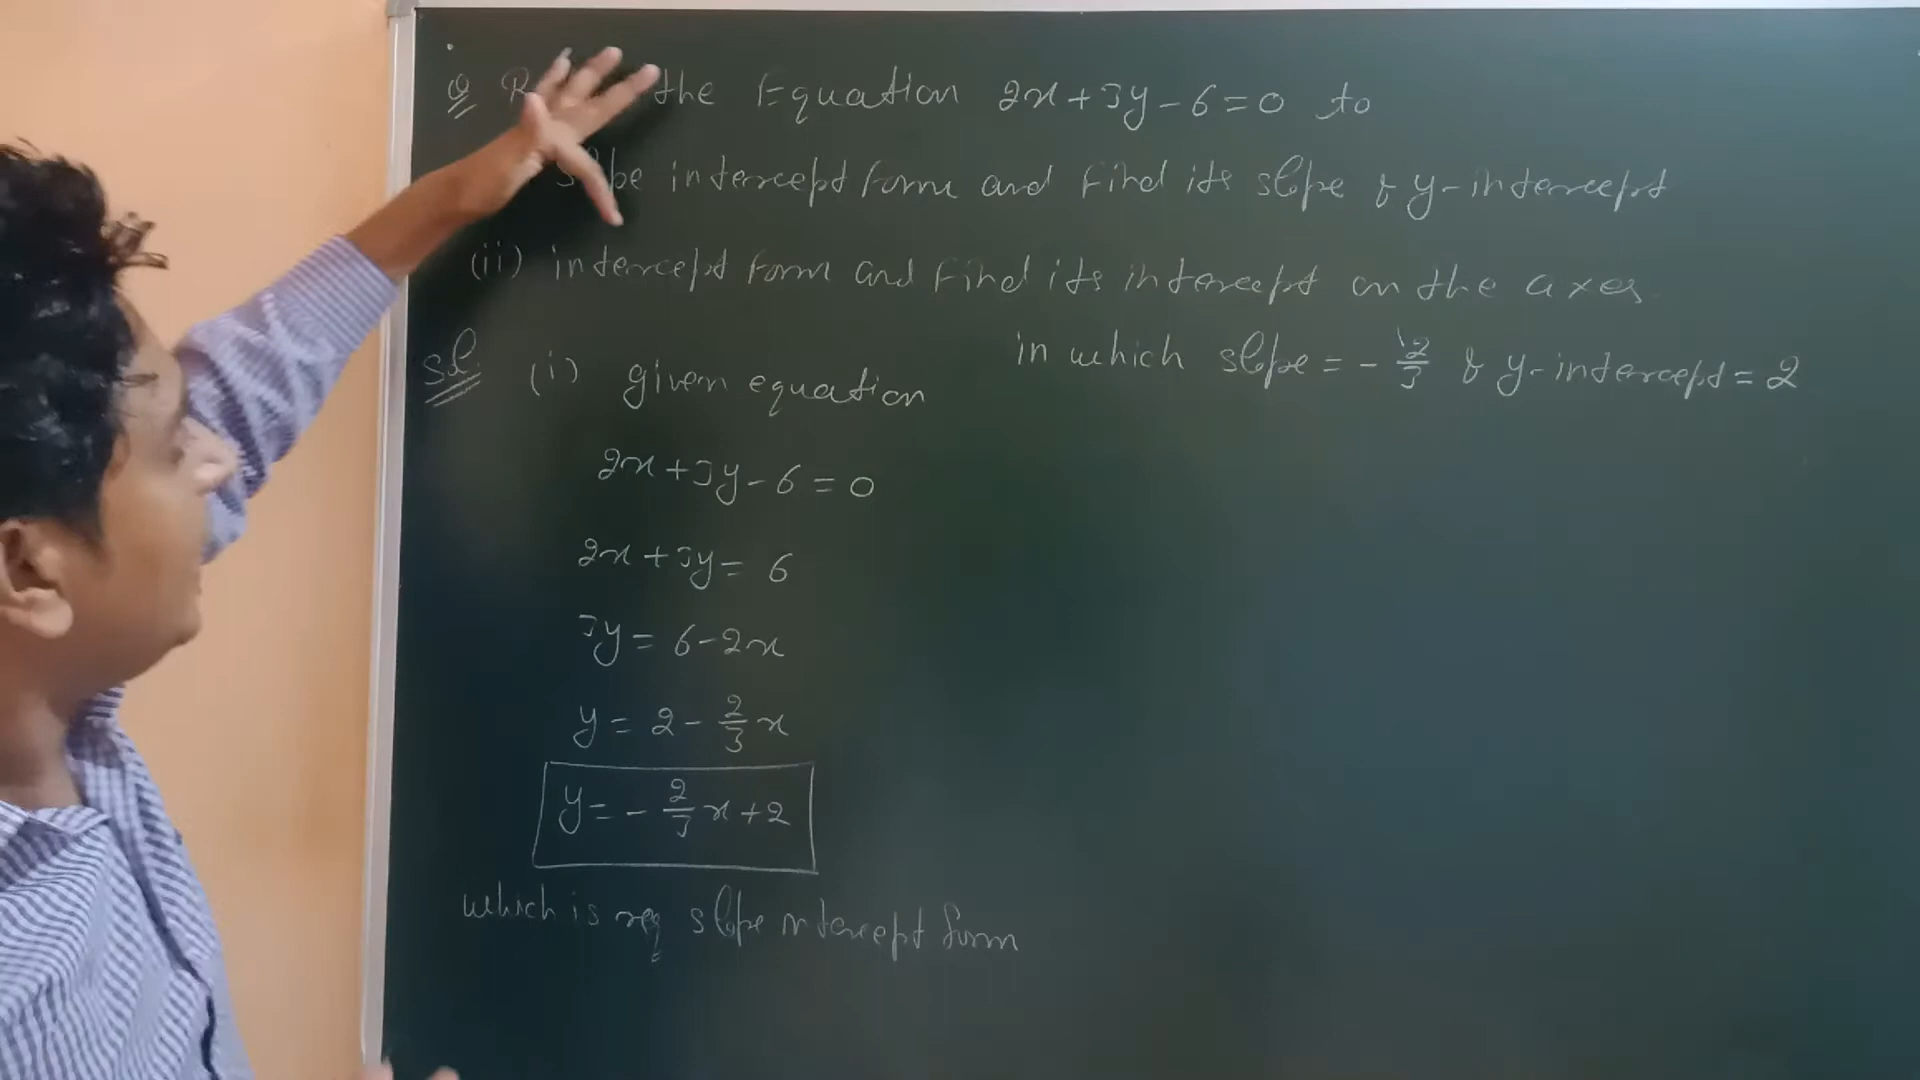 Q the Equation 2x+3y-6=0 to
intercept form and find its slope & y-intercept
(ii) intercept form and find its intercept on the axes
Sol. (i) given equation
2x+3y-6=0
2x+3y=6
3y=6-2x
y=2-2/3x
y=-2/3x+2
which is req slope intercept form
in which slope=-2/3 & y-intercept=2